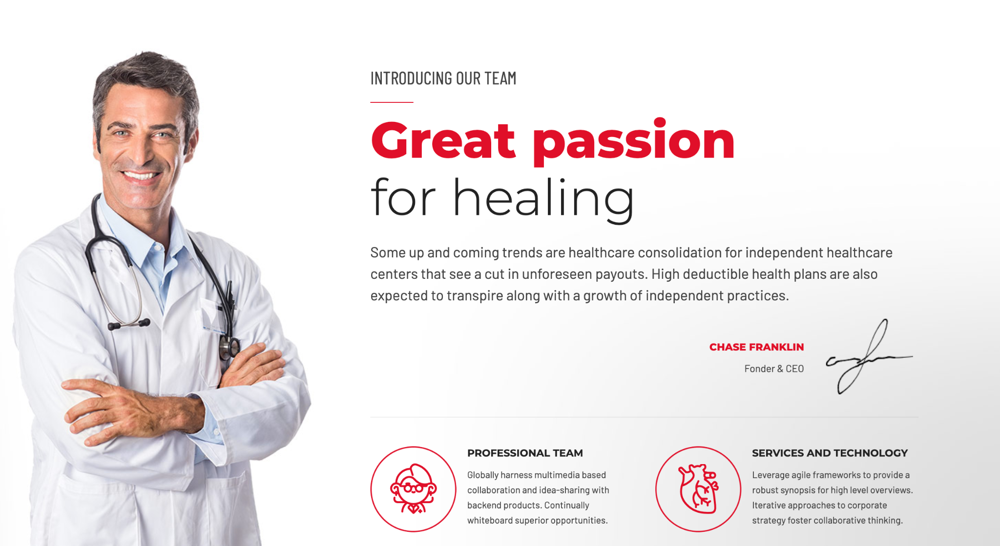 INTRODUCING OUR TEAM
Great passion
for healing
Some up and coming trends are healthcare consolidation for independent healthcare
centers that see a cut in unforeseen payouts. High deductible health plans are also
expected to transpire along with a growth of independent practices.
CHASE FRANKLIN
Fonder & CEO
PROFESSIONAL TEAM
Globally harness multimedia based
collaboration and idea-sharing with
backend products. Continually
whiteboard superior opportunities.
SERVICES AND TECHNOLOGY
Leverage agile frameworks to provide a
robust synopsis for high level overviews.
Iterative approaches to corporate
strategy foster collaborative thinking.